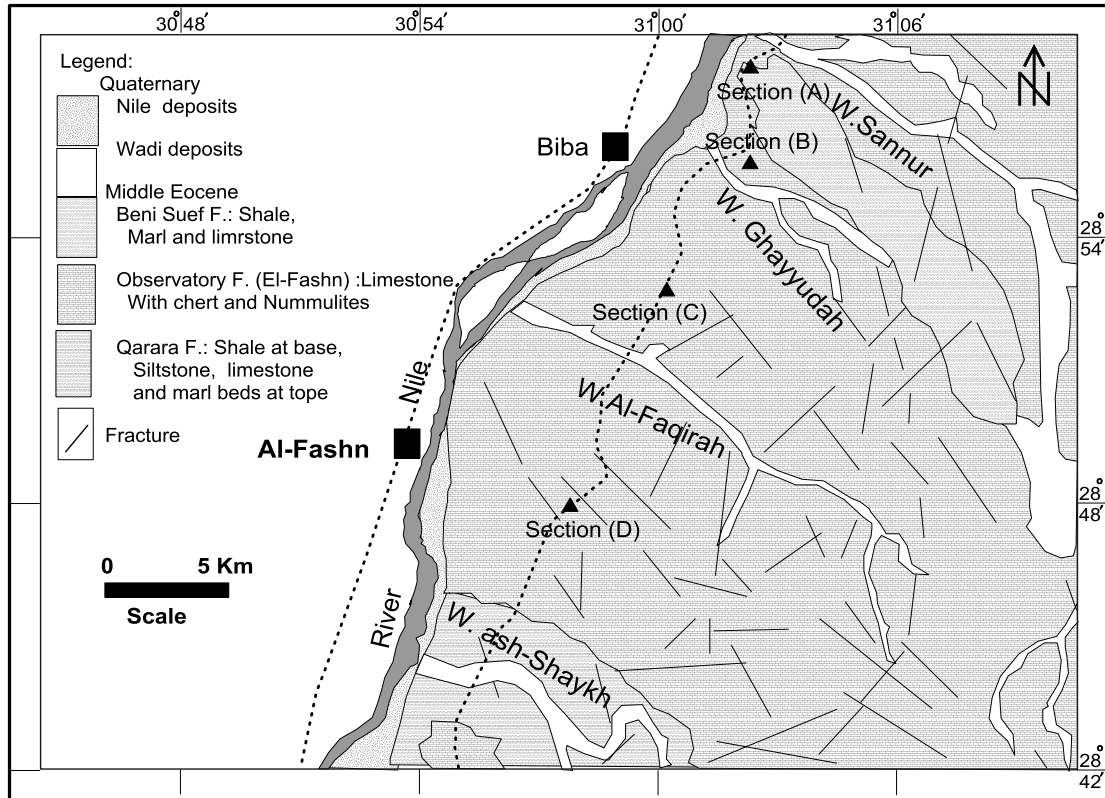 30°48′
30°54′
31°00′
31°06′
Legend:
Quaternary
Nile deposits
Wadi deposits
Middle Eocene
Beni Suef F.: Shale,
Marl and limrstone
Observatory F. (El-Fashn) :Limestone
With chert and Nummulites
Qarara F.: Shale at base,
Siltstone, limestone
and marl beds at tope
Fracture
N
Section (A)
W.Sannur
Biba
Section (B)
W. Ghayyudah
28°
54′
Section (C)
Nile
W.Al-Faqirah
Al-Fashn
28°
48′
Section (D)
0 5 Km
Scale
River
W. ash-Shaykh
28°
42′